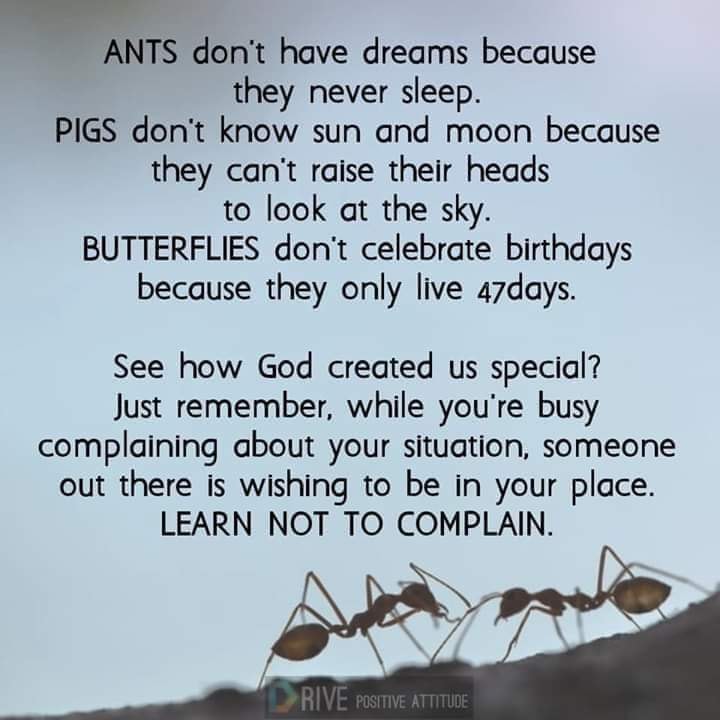 ANTS don't have dreams because
they never sleep.
PIGS don't know sun and moon because
they can't raise their heads
to look at the sky.
BUTTERFLIES don't celebrate birthdays
because they only live 47days.
See how God created us special?
Just remember, while you're busy
complaining about your situation, someone
out there is wishing to be in your place.
LEARN NOT TO COMPLAIN.
DRIVE POSITIVE ATTITUDE